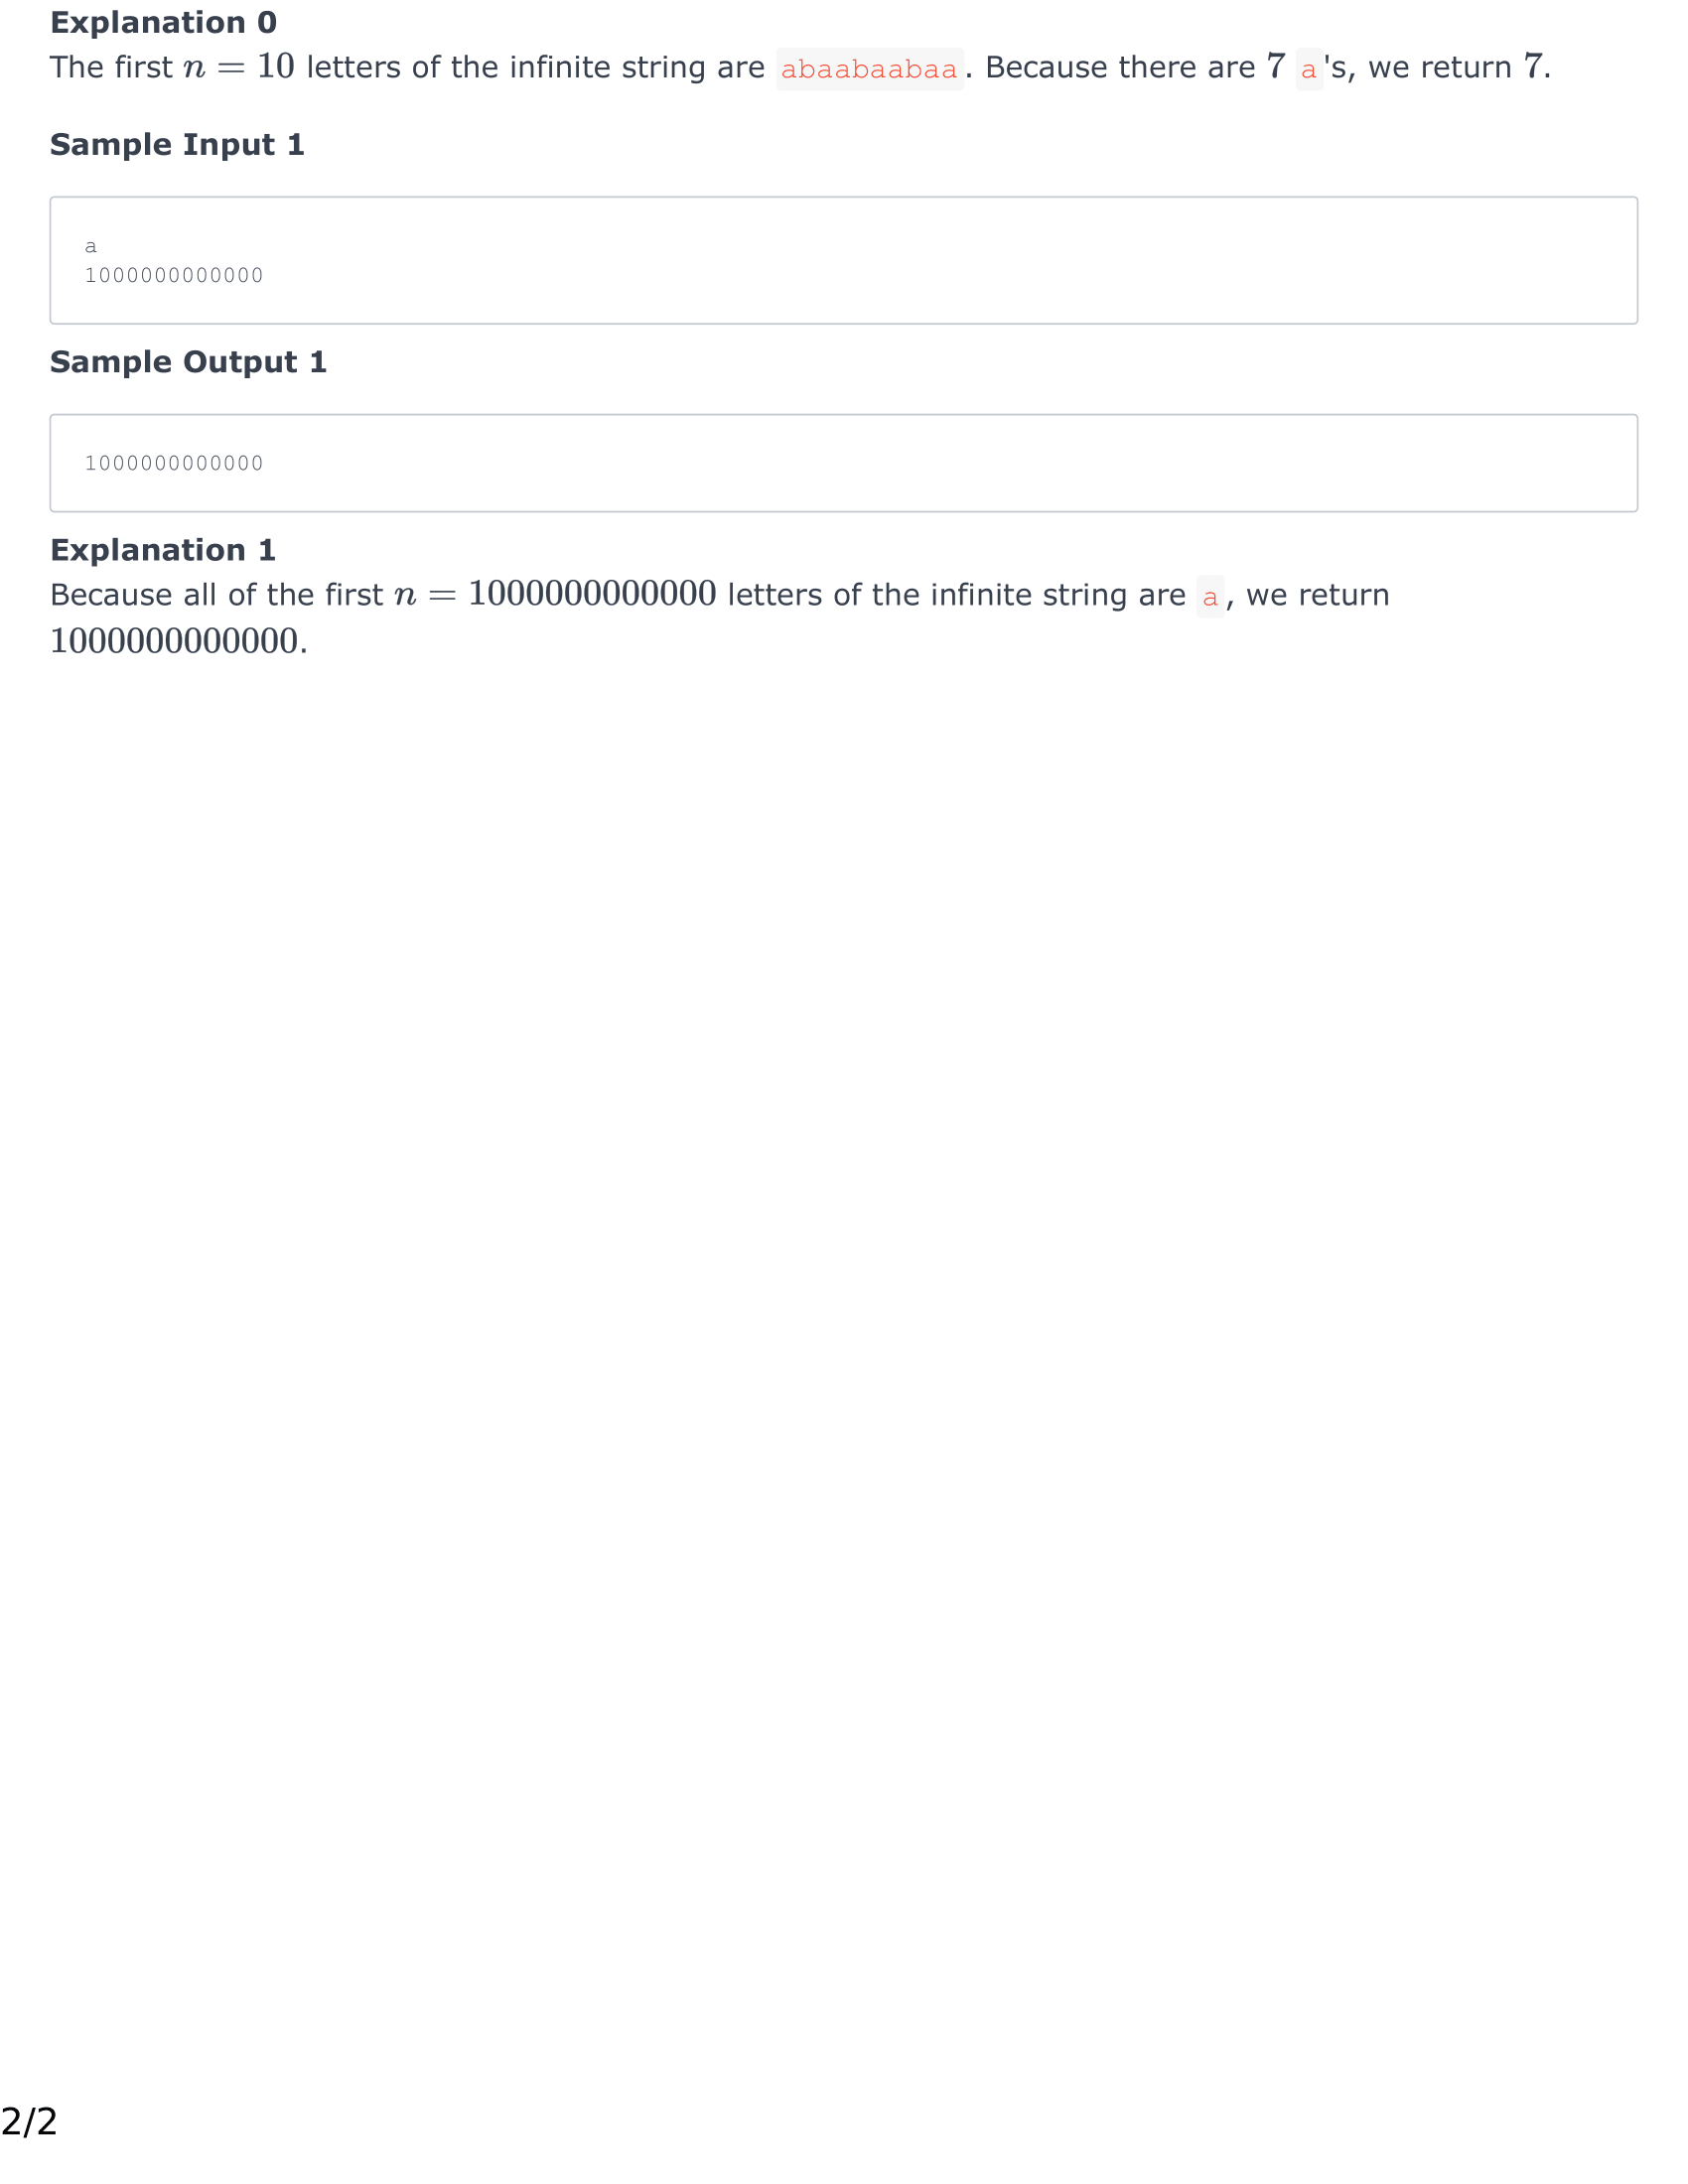 Explanation 0
The first n = 10 letters of the infinite string are abaabaabaa. Because there are 7 a's, we return 7.
Sample Input 1
a
1000000000000
Sample Output 1
1000000000000
Explanation 1
Because all of the first n = 1000000000000 letters of the infinite string are a, we return
1000000000000.
2/2